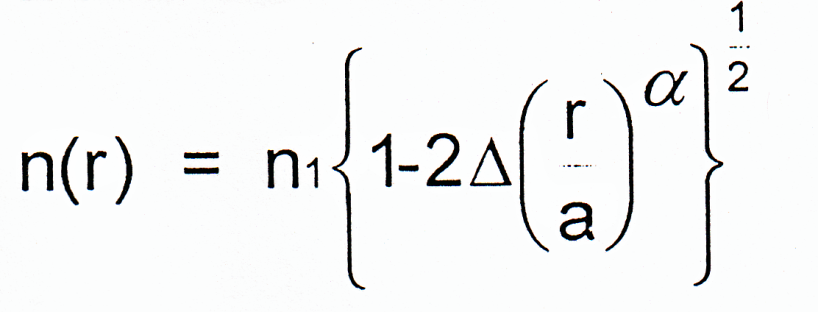 n(r) = n₁{1-2Δ(r/a)^α}^1/2